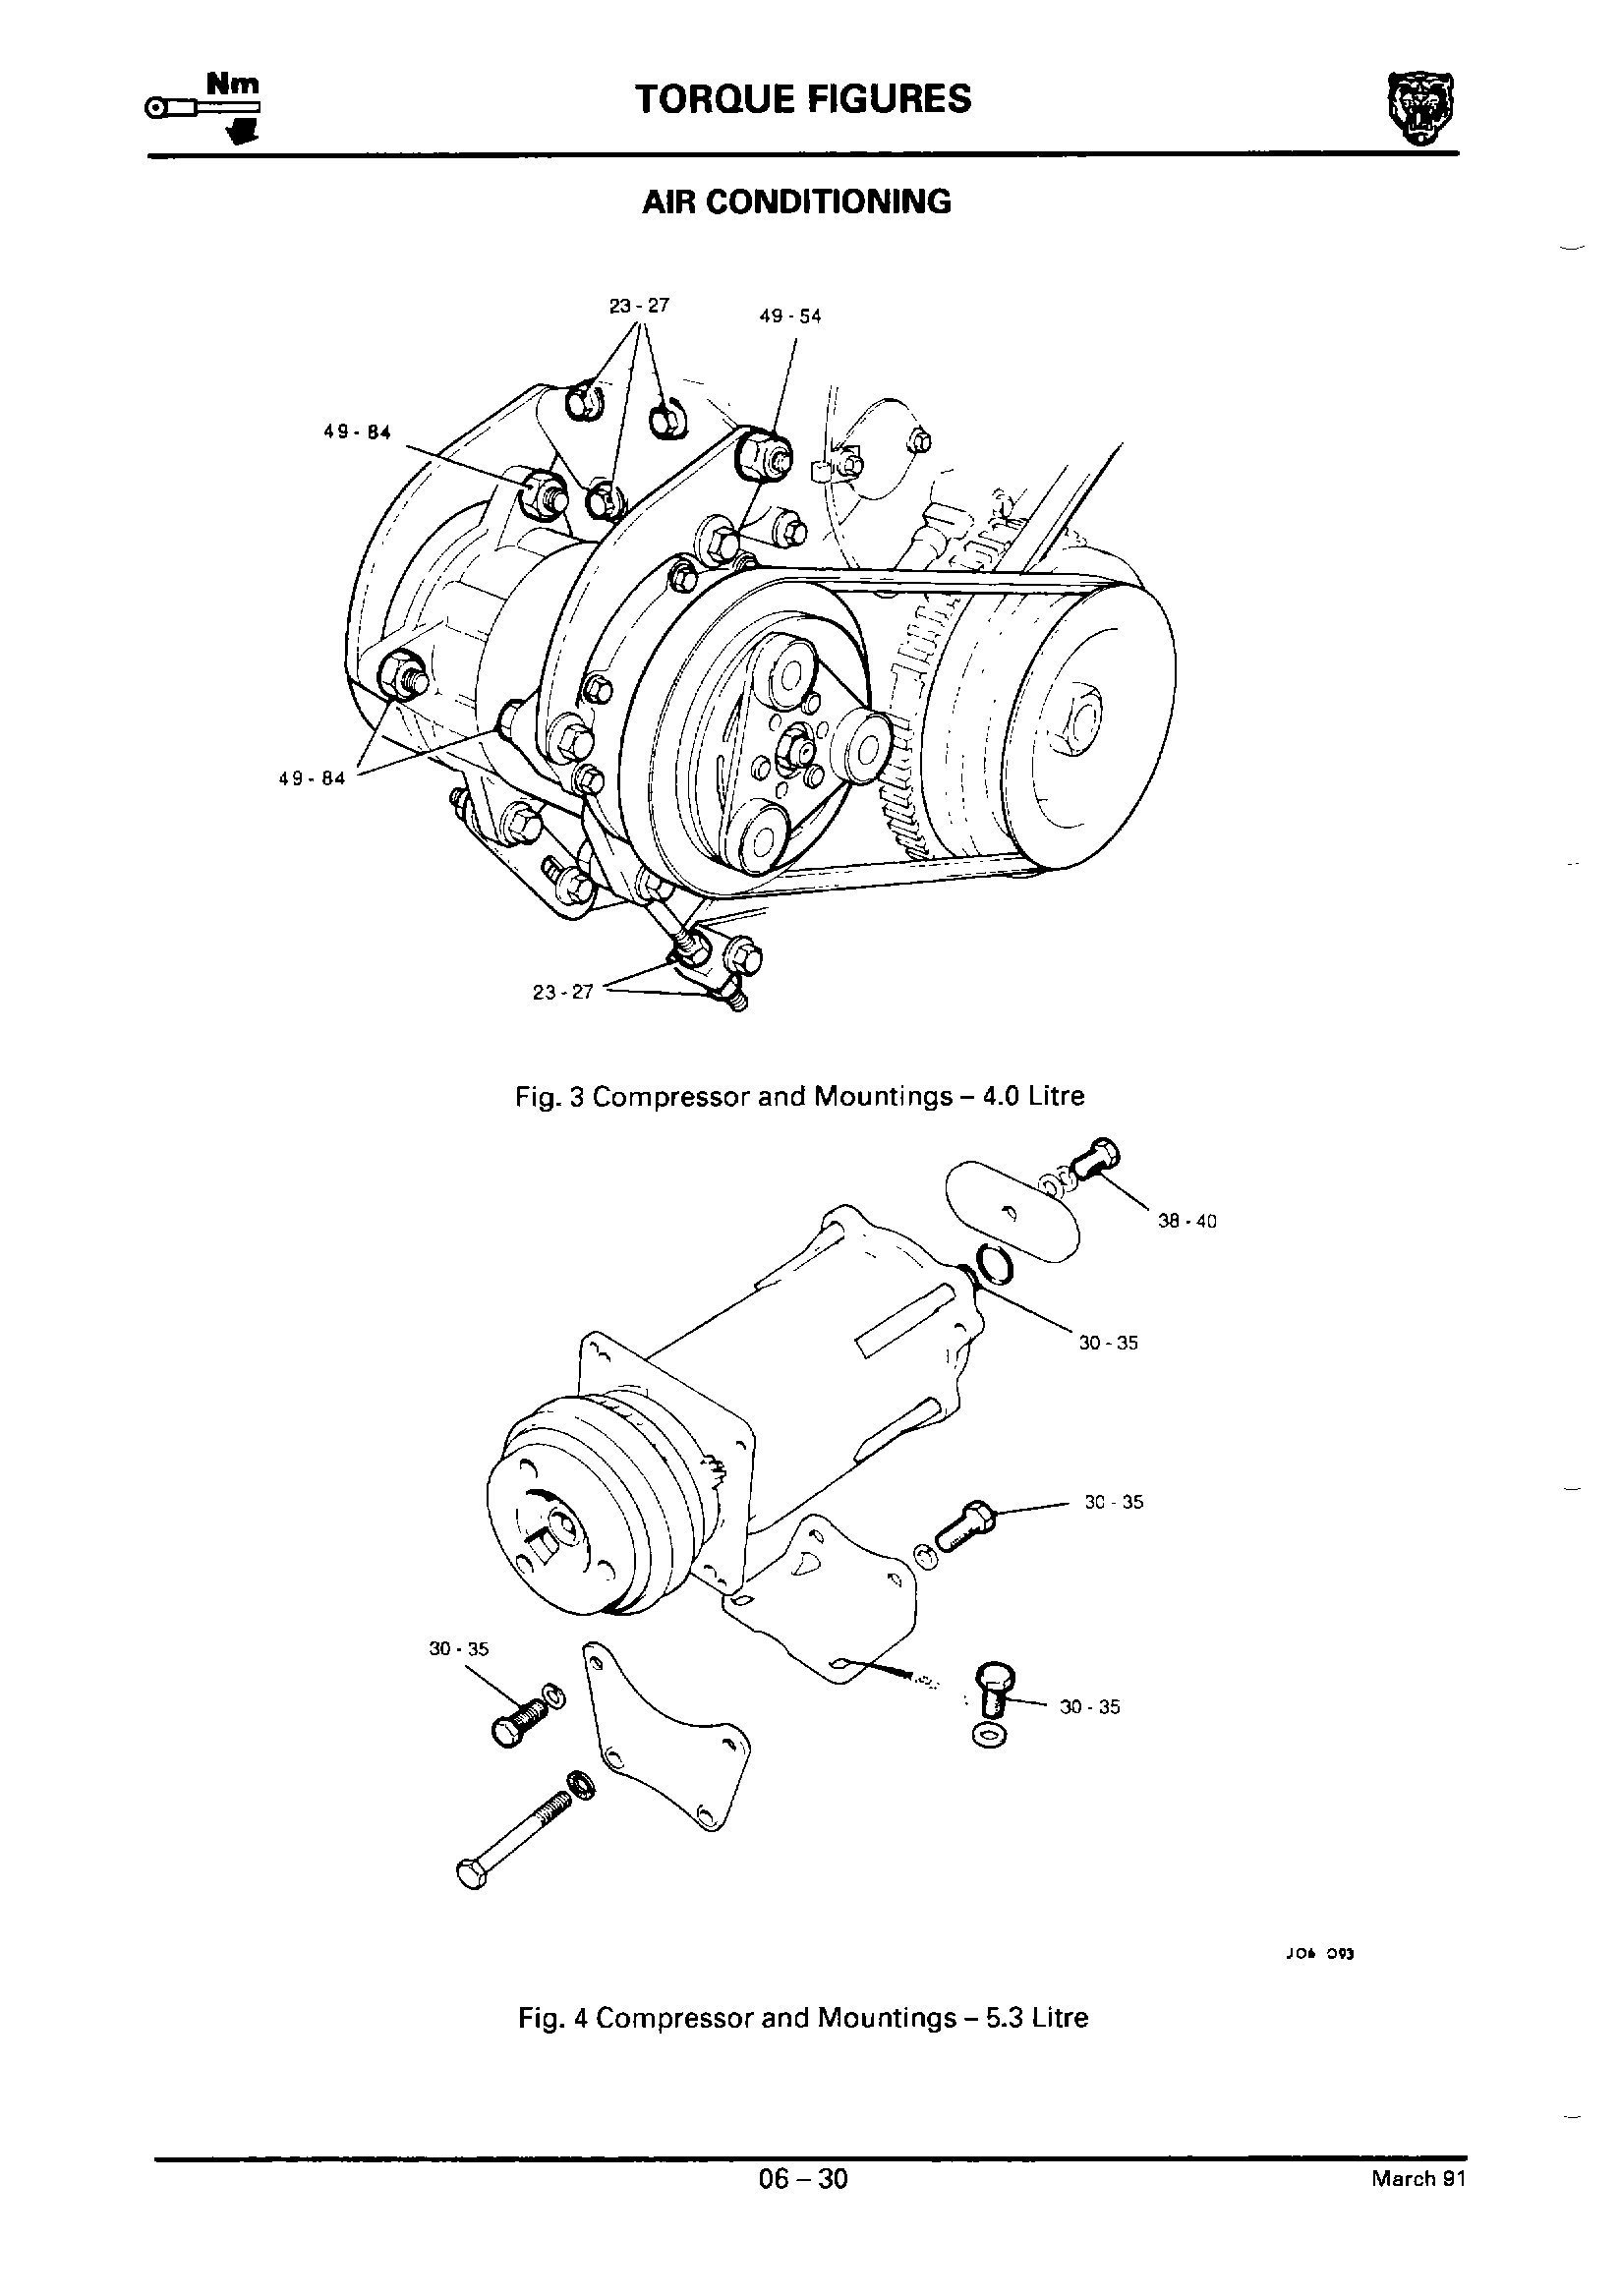 Nm
TORQUE FIGURES
AIR CONDITIONING
23 - 27
49 - 54
49 - 84
49 - 84
23 - 27
Fig. 3 Compressor and Mountings – 4.0 Litre
38 - 40
30 - 35
30 - 35
30 - 35
30 - 35
J06 093
Fig. 4 Compressor and Mountings – 5.3 Litre
06 – 30
March 91